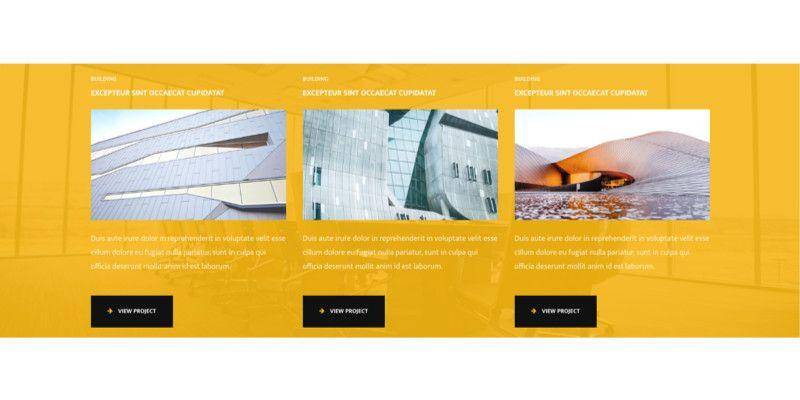 BUILDING
EXCEPTEUR SINT OCCAECAT CUPIDATAT
Duis aute irure dolor in reprehenderit in voluptate velit esse
cillum dolore eu fugiat nulla pariatur, sunt in culpa qui
officia deserunt mollit anim id est laborum.
VIEW PROJECT
BUILDING
EXCEPTEUR SINT OCCAECAT CUPIDATAT
Duis aute irure dolor in reprehenderit in voluptate velit esse
cillum dolore eu fugiat nulla pariatur, sunt in culpa qui
officia deserunt mollit anim id est laborum.
VIEW PROJECT
BUILDING
EXCEPTEUR SINT OCCAECAT CUPIDATAT
Duis aute irure dolor in reprehenderit in voluptate velit esse
cillum dolore eu fugiat nulla pariatur, sunt in culpa qui
officia deserunt mollit anim id est laborum.
VIEW PROJECT